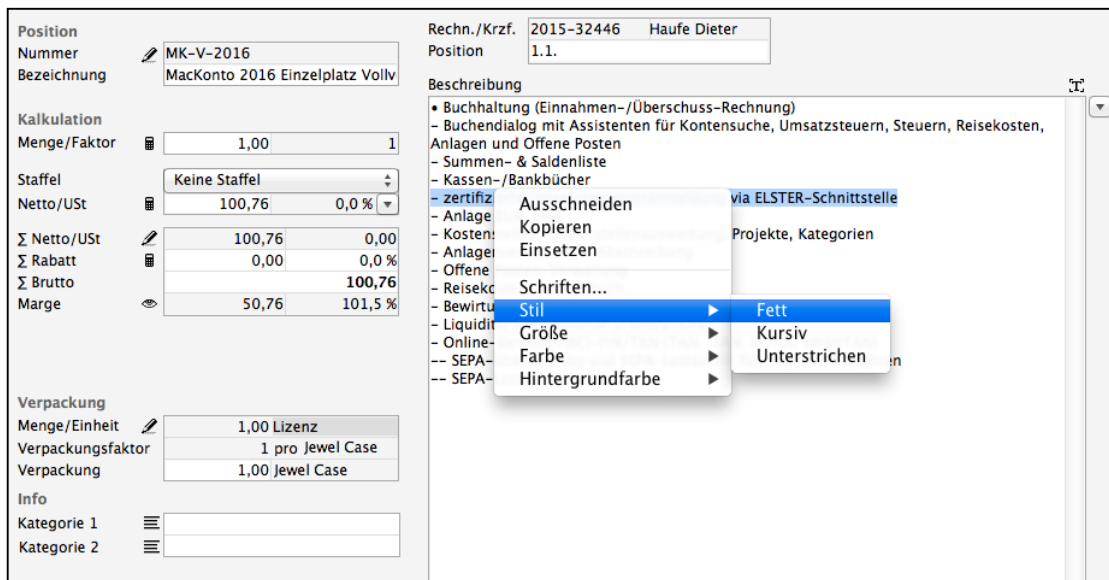 Position
Nummer MK-V-2016
Bezeichnung MacKonto 2016 Einzelplatz Vollv
Kalkulation
Menge/Faktor 1,00 1
Staffel Keine Staffel
Netto/USt 100,76 0,0 %
Σ Netto/USt 100,76 0,00
Σ Rabatt 0,00 0,0 %
Σ Brutto 100,76
Marge 50,76 101,5 %
Verpackung
Menge/Einheit 1,00 Lizenz
Verpackungsfaktor 1 pro Jewel Case
Verpackung 1,00 Jewel Case
Info
Kategorie 1
Kategorie 2
Rechn./Krzf. 2015-32446 Haufe Dieter
Position 1.1.
Beschreibung
• Buchhaltung (Einnahmen-/Überschuss-Rechnung)
- Buchendialog mit Assistenten für Kontensuche, Umsatzsteuern, Steuern, Reisekosten,
Anlagen und Offene Posten
- Summen- & Saldenliste
- Kassen-/Bankbücher
- zertifiz via ELSTER-Schnittstelle
- Anlage
- Kostens Projekte, Kategorien
- Anlagen
- Offene
- Reiseko
- Bewirtu
- Liquidit
- Online-
-- SEPA- en
-- SEPA-
Ausschneiden
Kopieren
Einsetzen
Schriften...
Stil
Größe
Farbe
Hintergrundfarbe
Fett
Kursiv
Unterstrichen